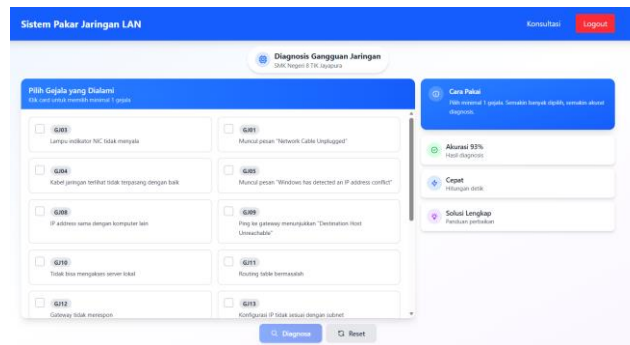 Sistem Pakar Jaringan LAN
Konsultasi
Logout
Diagnosis Gangguan Jaringan
SMK Negeri 8 TIK Jayapura
Pilih Gejala yang Dialami
Klik card untuk memilih minimal 1 gejala
GJ03
Lampu indikator NIC tidak menyala
GJ01
Muncul pesan "Network Cable Unplugged"
GJ04
Kabel jaringan terlihat tidak terpasang dengan baik
GJ05
Muncul pesan "Windows has detected an IP address conflict"
GJ08
IP address sama dengan komputer lain
GJ09
Ping ke gateway menunjukkan "Destination Host
Unreachable"
GJ10
Tidak bisa mengakses server lokal
GJ11
Routing table bermasalah
GJ12
Gateway tidak merespon
GJ13
Konfigurasi IP tidak sesuai dengan subnet
Cara Pakai
Pilih minimal 1 gejala. Semakin banyak dipilih, semakin akurat
diagnosis.
Akurasi 93%
Hasil diagnosis
Cepat
Hitungan detik
Solusi Lengkap
Panduan perbaikan
Diagnosa
Reset